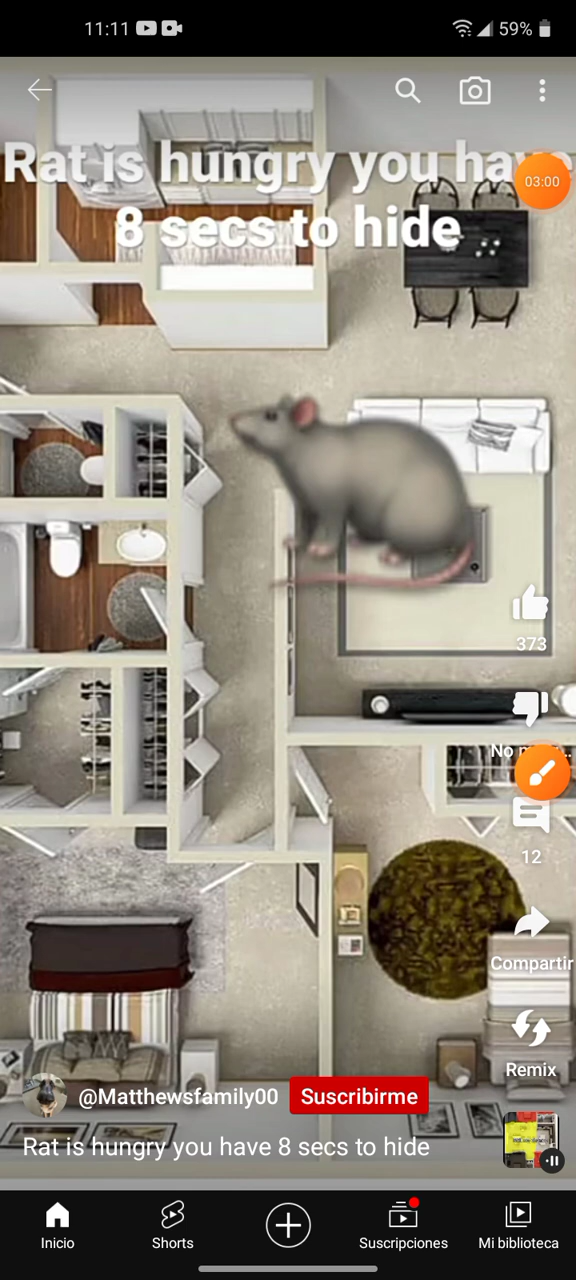 11:11
59%
Rat is hungry you have
8 secs to hide
03:00
373
12
Compartir
Remix
@Matthewsfamily00
Suscribirme
Rat is hungry you have 8 secs to hide
Inicio
Shorts
Suscripciones
Mi biblioteca